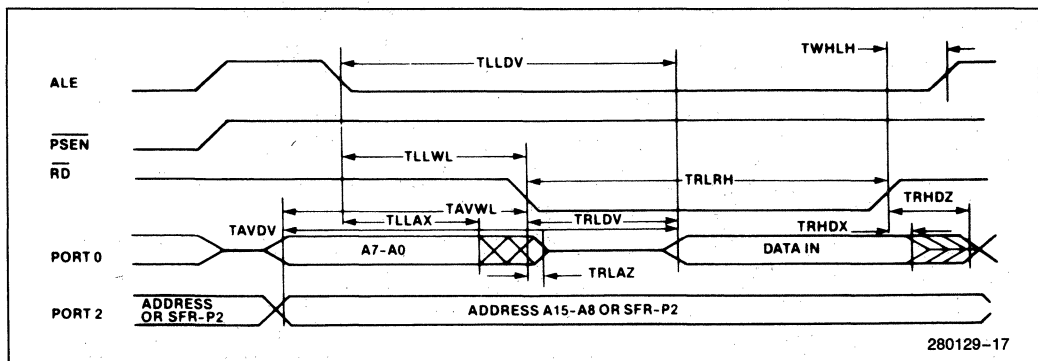 TWHLH
TLLDV
ALE
PSEN
TLLWL
RD
TRLRH
TAVWL
TRHDZ
TLLAX
TRLDV
TAVDV
TRHDX
A7-A0
DATA IN
PORT 0
TRLAZ
ADDRESS
OR SFR-P2
ADDRESS A15-A8 OR SFR-P2
PORT 2
280129-17